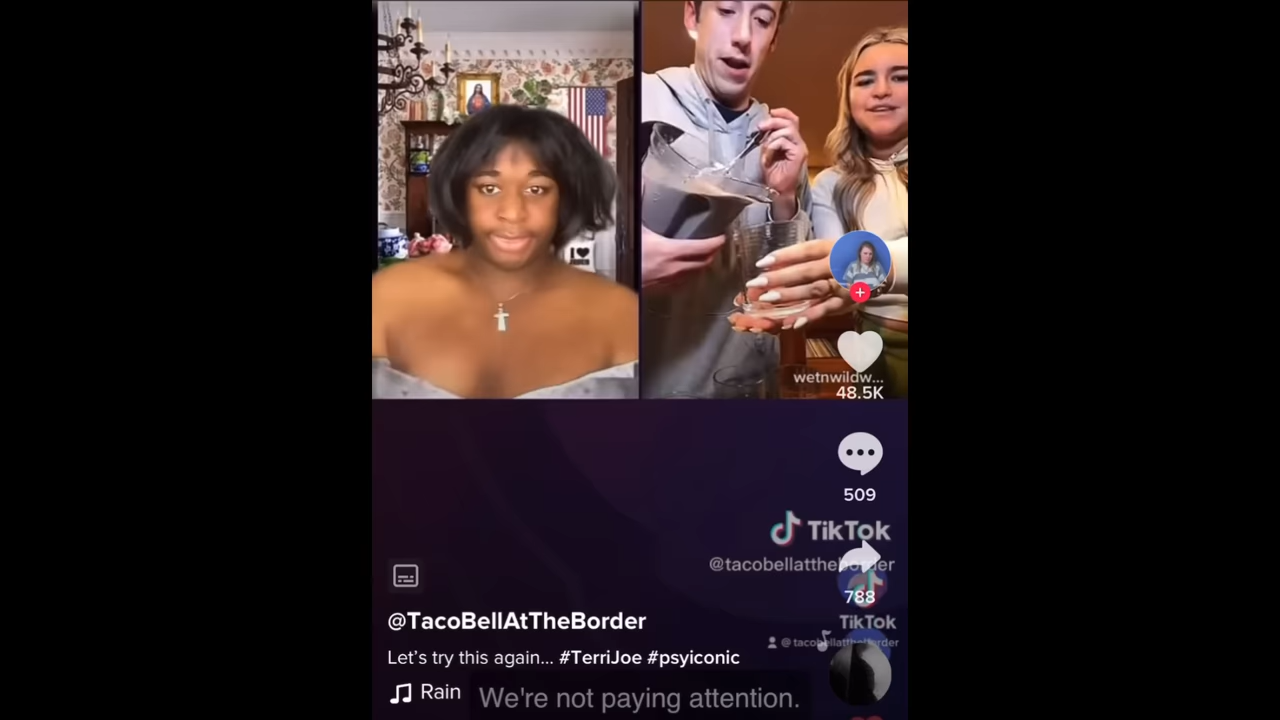 I ♥
wetnwildw...
48.5K
509
TikTok
@tacobellattheborder
788
@TacoBellAtTheBorder
TikTok
@tacobellattheborder
Let's try this again... #TerriJoe #psyiconic
Rain
We're not paying attention.